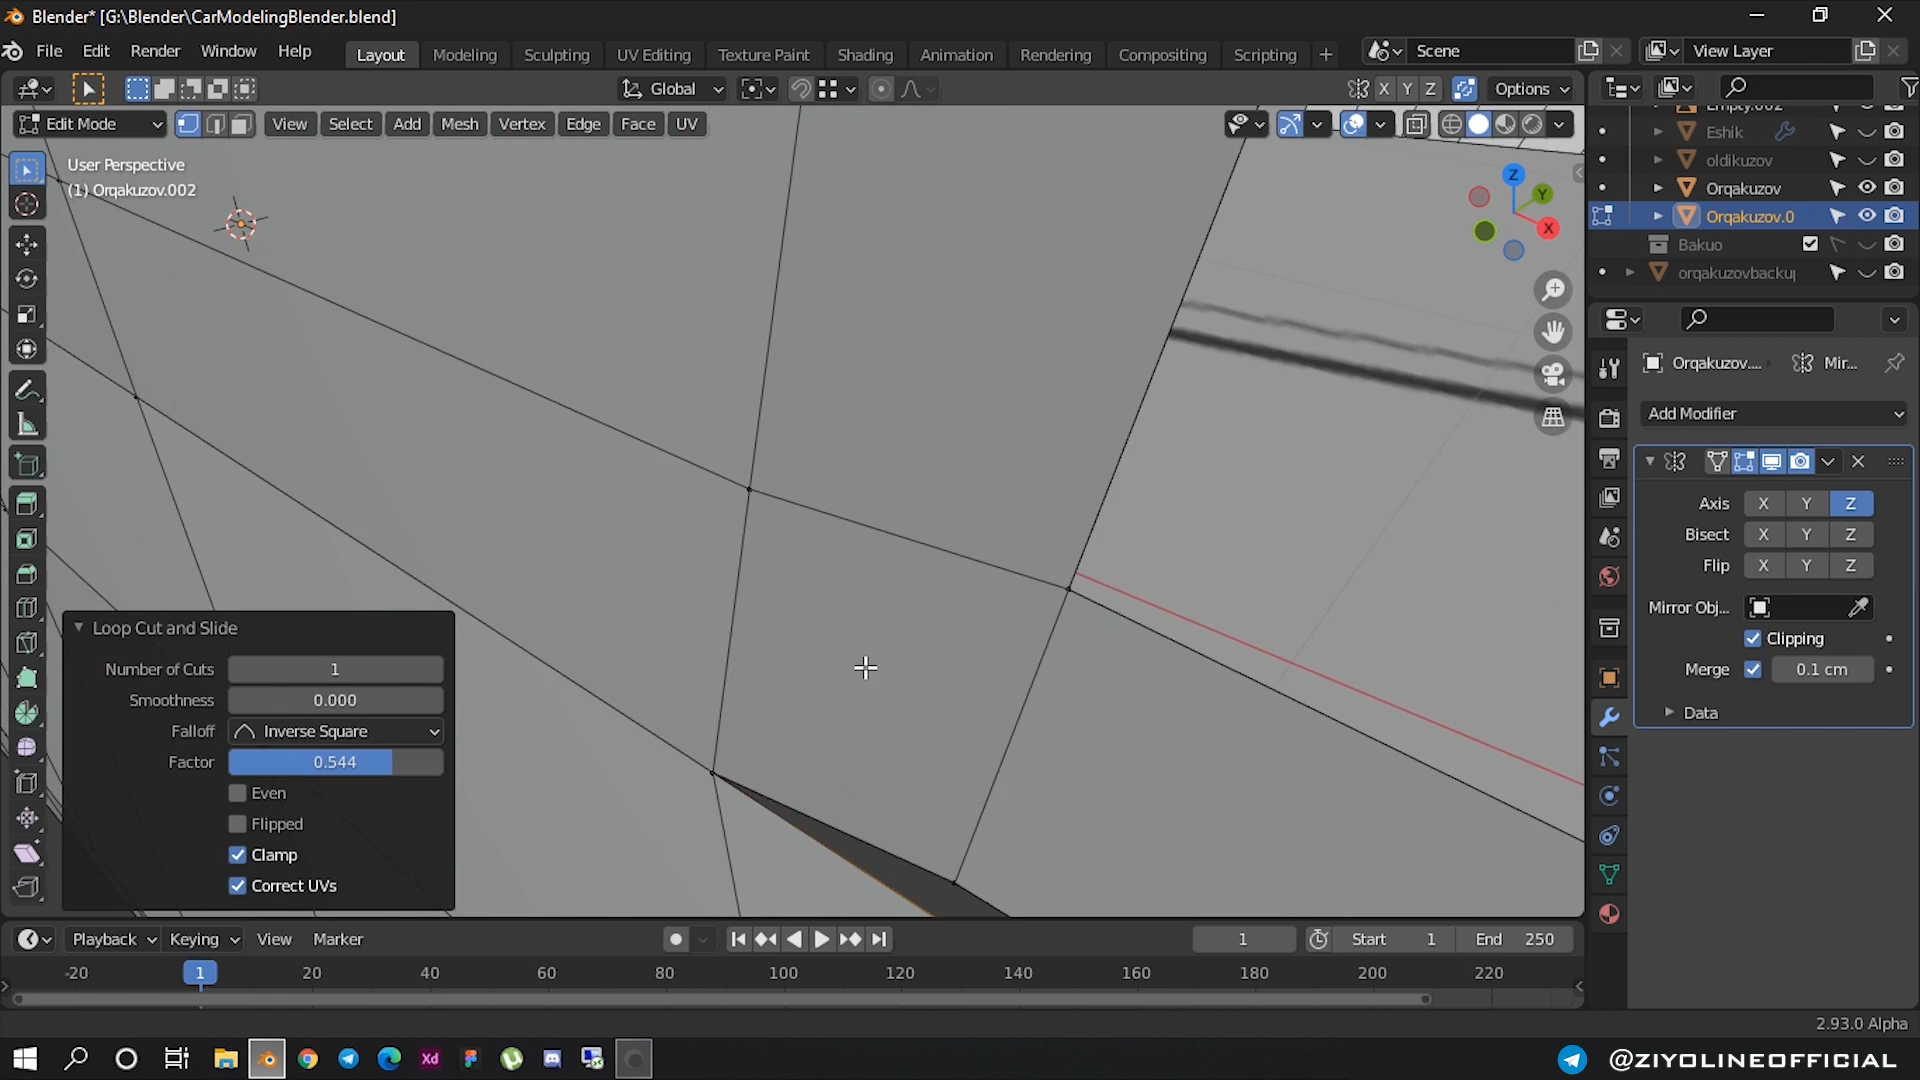 Blender* [G:\Blender\CarModelingBlender.blend]
File Edit Render Window Help
Layout Modeling Sculpting UV Editing Texture Paint Shading Animation Rendering Compositing Scripting +
Scene
View Layer
Global
X Y Z
Options
Edit Mode
View Select Add Mesh Vertex Edge Face UV
User Perspective
(1) Orqakuzov.002
Z
Y
X
Empty.002
Eshik
oldikuzov
Orqakuzov
Orqakuzov.0
Bakuo
orqakuzovbackup
Orqakuzov.... Mir...
Add Modifier
Axis X Y Z
Bisect X Y Z
Flip X Y Z
Mirror Obj...
Clipping
Merge 0.1 cm
Data
Loop Cut and Slide
Number of Cuts 1
Smoothness 0.000
Falloff Inverse Square
Factor 0.544
Even
Flipped
Clamp
Correct UVs
Playback Keying View Marker
1 Start 1 End 250
-20 1 20 40 60 80 100 120 140 160 180 200 220
2.93.0 Alpha
Xd
@ZIYOLINEOFFICIAL